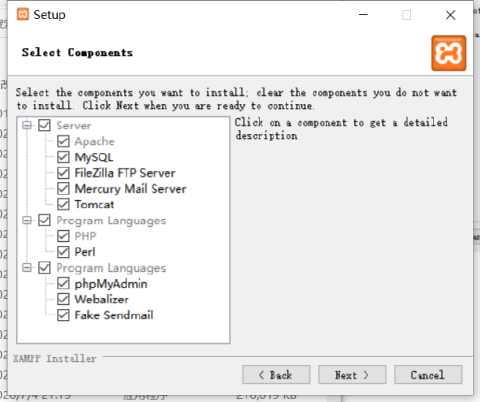 Setup
Select Components
Select the components you want to install; clear the components you do not want
to install. Click Next when you are ready to continue.
Server
Apache
MySQL
FileZilla FTP Server
Mercury Mail Server
Tomcat
Program Languages
PHP
Perl
Program Languages
phpMyAdmin
Webalizer
Fake Sendmail
Click on a component to get a detailed
description
XAMPP Installer
< Back
Next >
Cancel